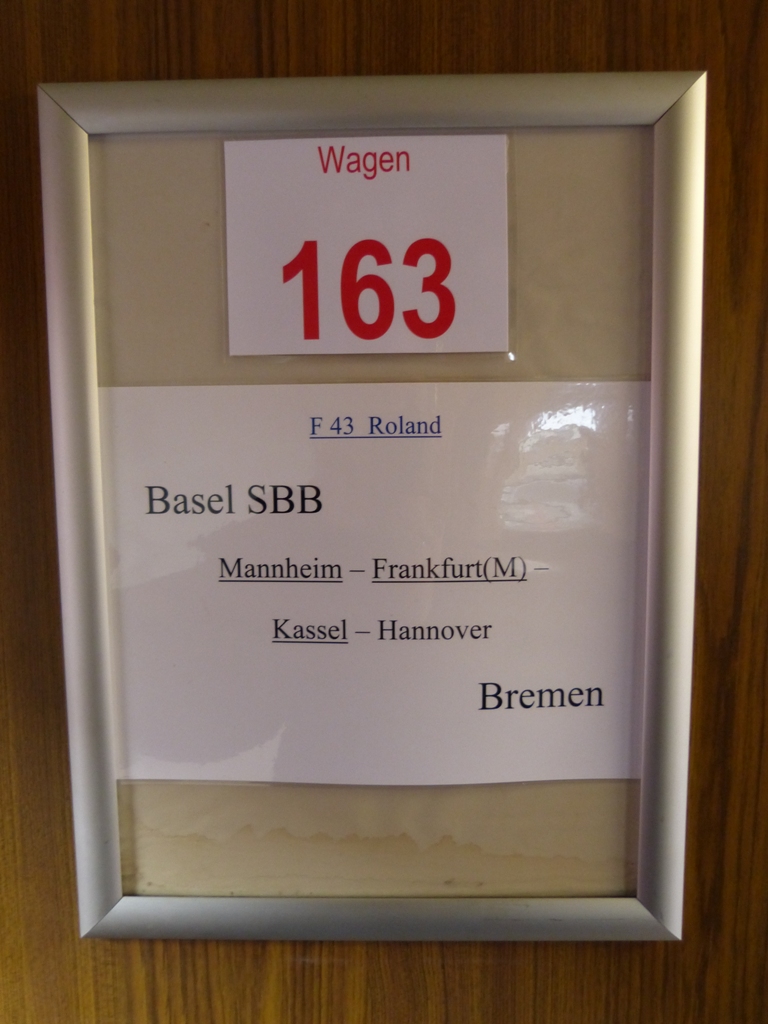 Wagen
163
F 43 Roland
Basel SBB
Mannheim – Frankfurt(M) –
Kassel – Hannover
Bremen